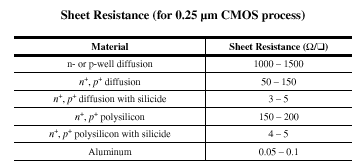 Sheet Resistance (for 0.25 µm CMOS process)
Material Sheet Resistance (Ω/❑)
n- or p-well diffusion 1000 – 1500
n⁺, p⁺ diffusion 50 – 150
n⁺, p⁺ diffusion with silicide 3 – 5
n⁺, p⁺ polysilicon 150 – 200
n⁺, p⁺ polysilicon with silicide 4 – 5
Aluminum 0.05 – 0.1